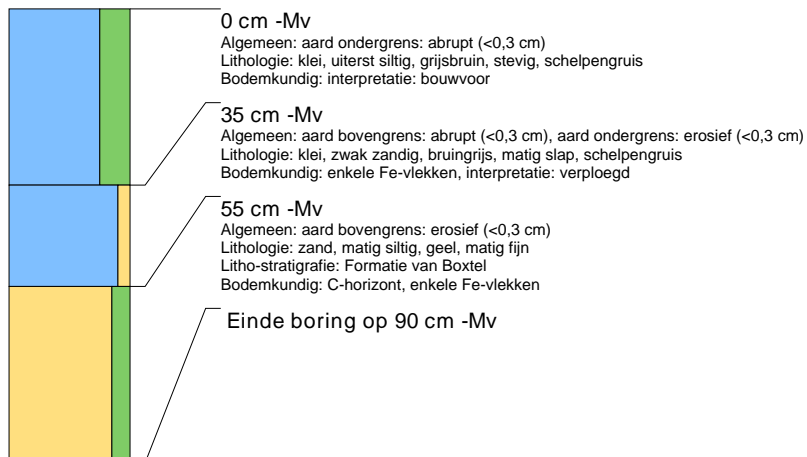 0 cm -Mv
Algemeen: aard ondergrens: abrupt (<0,3 cm)
Lithologie: klei, uiterst siltig, grijsbruin, stevig, schelpengruis
Bodemkundig: interpretatie: bouwvoor
35 cm -Mv
Algemeen: aard bovengrens: abrupt (<0,3 cm), aard ondergrens: erosief (<0,3 cm)
Lithologie: klei, zwak zandig, bruingrijs, matig slap, schelpengruis
Bodemkundig: enkele Fe-vlekken, interpretatie: verploegd
55 cm -Mv
Algemeen: aard bovengrens: erosief (<0,3 cm)
Lithologie: zand, matig siltig, geel, matig fijn
Litho-stratigrafie: Formatie van Boxtel
Bodemkundig: C-horizont, enkele Fe-vlekken
Einde boring op 90 cm -Mv